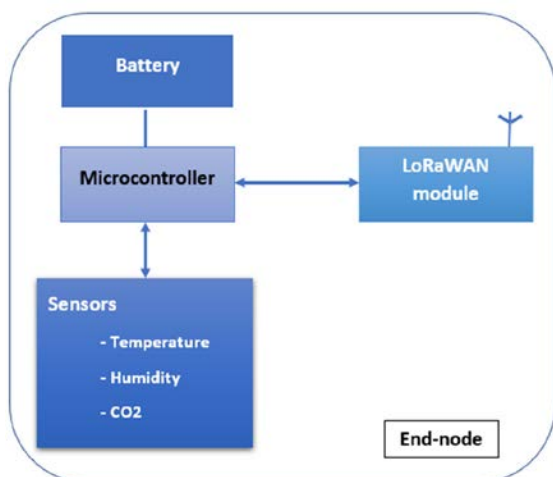 Battery
Microcontroller
LoRaWAN
module
Sensors
- Temperature
- Humidity
- CO2
End-node